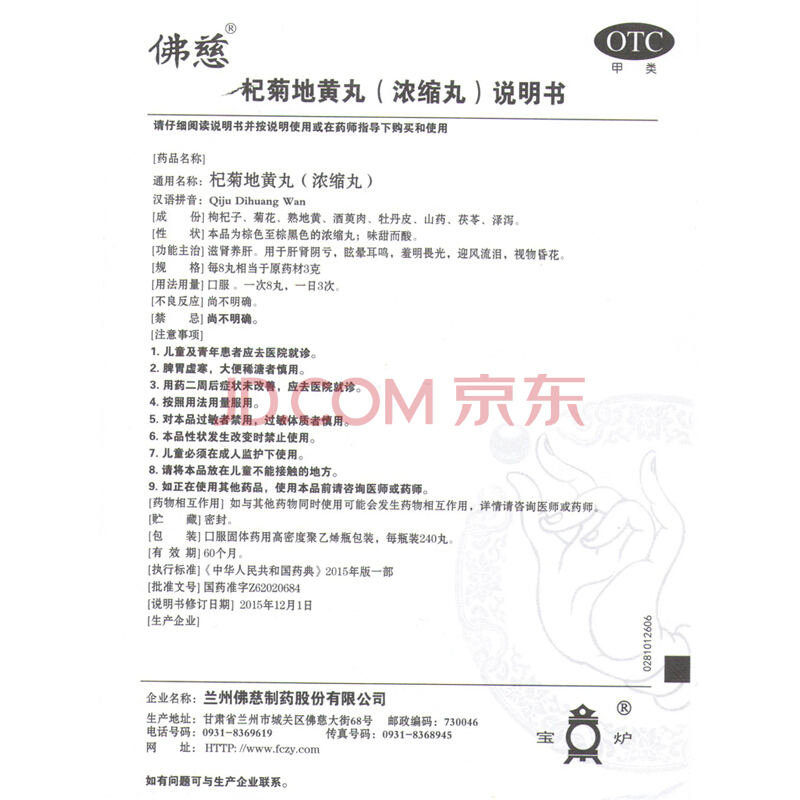 佛慈®
OTC
甲 类
杞菊地黄丸（浓缩丸）说明书
请仔细阅读说明书并按说明使用或在药师指导下购买和使用
[药品名称]
通用名称：杞菊地黄丸（浓缩丸）
汉语拼音：Qiju Dihuang Wan
[成 份] 枸杞子、菊花、熟地黄、酒萸肉、牡丹皮、山药、茯苓、泽泻。
[性 状] 本品为棕色至棕黑色的浓缩丸；味甜而酸。
[功能主治] 滋肾养肝。用于肝肾阴亏，眩晕耳鸣，羞明畏光，迎风流泪，视物昏花。
[规 格] 每8丸相当于原药材3克
[用法用量] 口服 。一次8丸，一日3次。
[不良反应] 尚不明确。
[禁 忌] 尚不明确。
[注意事项]
1. 儿童及青年患者应去医院就诊。
2. 脾胃虚寒，大便稀溏者慎用。
3. 用药二周后症状未改善，应去医院就诊。
4. 按照用法用量服用。
JD.COM 京东
5. 对本品过敏者禁用，过敏体质者慎用。
6. 本品性状发生改变时禁止使用。
7. 儿童必须在成人监护下使用。
8. 请将本品放在儿童不能接触的地方。
9. 如正在使用其他药品，使用本品前请咨询医师或药师。
[药物相互作用] 如与其他药物同时使用可能会发生药物相互作用，详情请咨询医师或药师。
[贮 藏] 密封。
[包 装] 口服固体药用高密度聚乙烯瓶包装，每瓶装240丸。
[有 效 期] 60个月。
[执行标准]《中华人民共和国药典》2015年版一部
[批准文号] 国药准字Z62020684
[说明书修订日期] 2015年12月1日
[生产企业]
0281012606
企业名称：兰州佛慈制药股份有限公司
生产地址：甘肃省兰州市城关区佛慈大街68号 邮政编码：730046
电话号码：0931-8369619 传真号码：0931-8368945
网 址：HTTP://www.fczy.com
宝 炉®
如有问题可与生产企业联系。